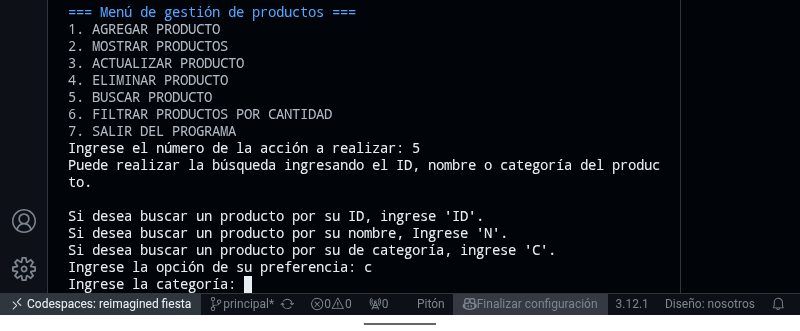 === Menú de gestión de productos ===
1. AGREGAR PRODUCTO
2. MOSTRAR PRODUCTOS
3. ACTUALIZAR PRODUCTO
4. ELIMINAR PRODUCTO
5. BUSCAR PRODUCTO
6. FILTRAR PRODUCTOS POR CANTIDAD
7. SALIR DEL PROGRAMA
Ingrese el número de la acción a realizar: 5
Puede realizar la búsqueda ingresando el ID, nombre o categoría del produc
to.
Si desea buscar un producto por su ID, ingrese 'ID'.
Si desea buscar un producto por su nombre, Ingrese 'N'.
Si desea buscar un producto por su de categoría, ingrese 'C'.
Ingrese la opción de su preferencia: c
Ingrese la categoría:
Codespaces: reimagined fiesta principal* 0 0 0 Pitón Finalizar configuración 3.12.1 Diseño: nosotros